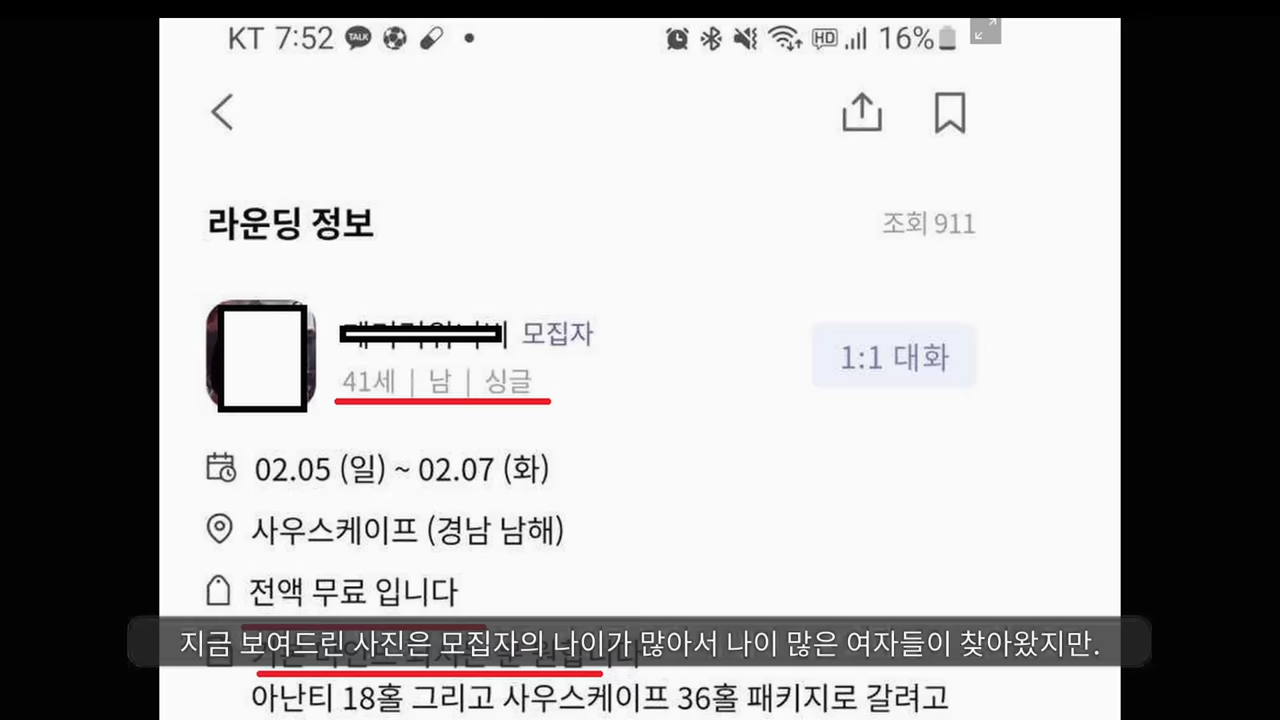 KT 7:52 TALK HD 16%
라운딩 정보 조회 911
모집자
41세 | 남 | 싱글
1:1 대화
02.05 (일) ~ 02.07 (화)
사우스케이프 (경남 남해)
전액 무료 입니다
지금 보여드린 사진은 모집자의 나이가 많아서 나이 많은 여자들이 찾아왔지만.
아난티 18홀 그리고 사우스케이프 36홀 패키지로 갈려고